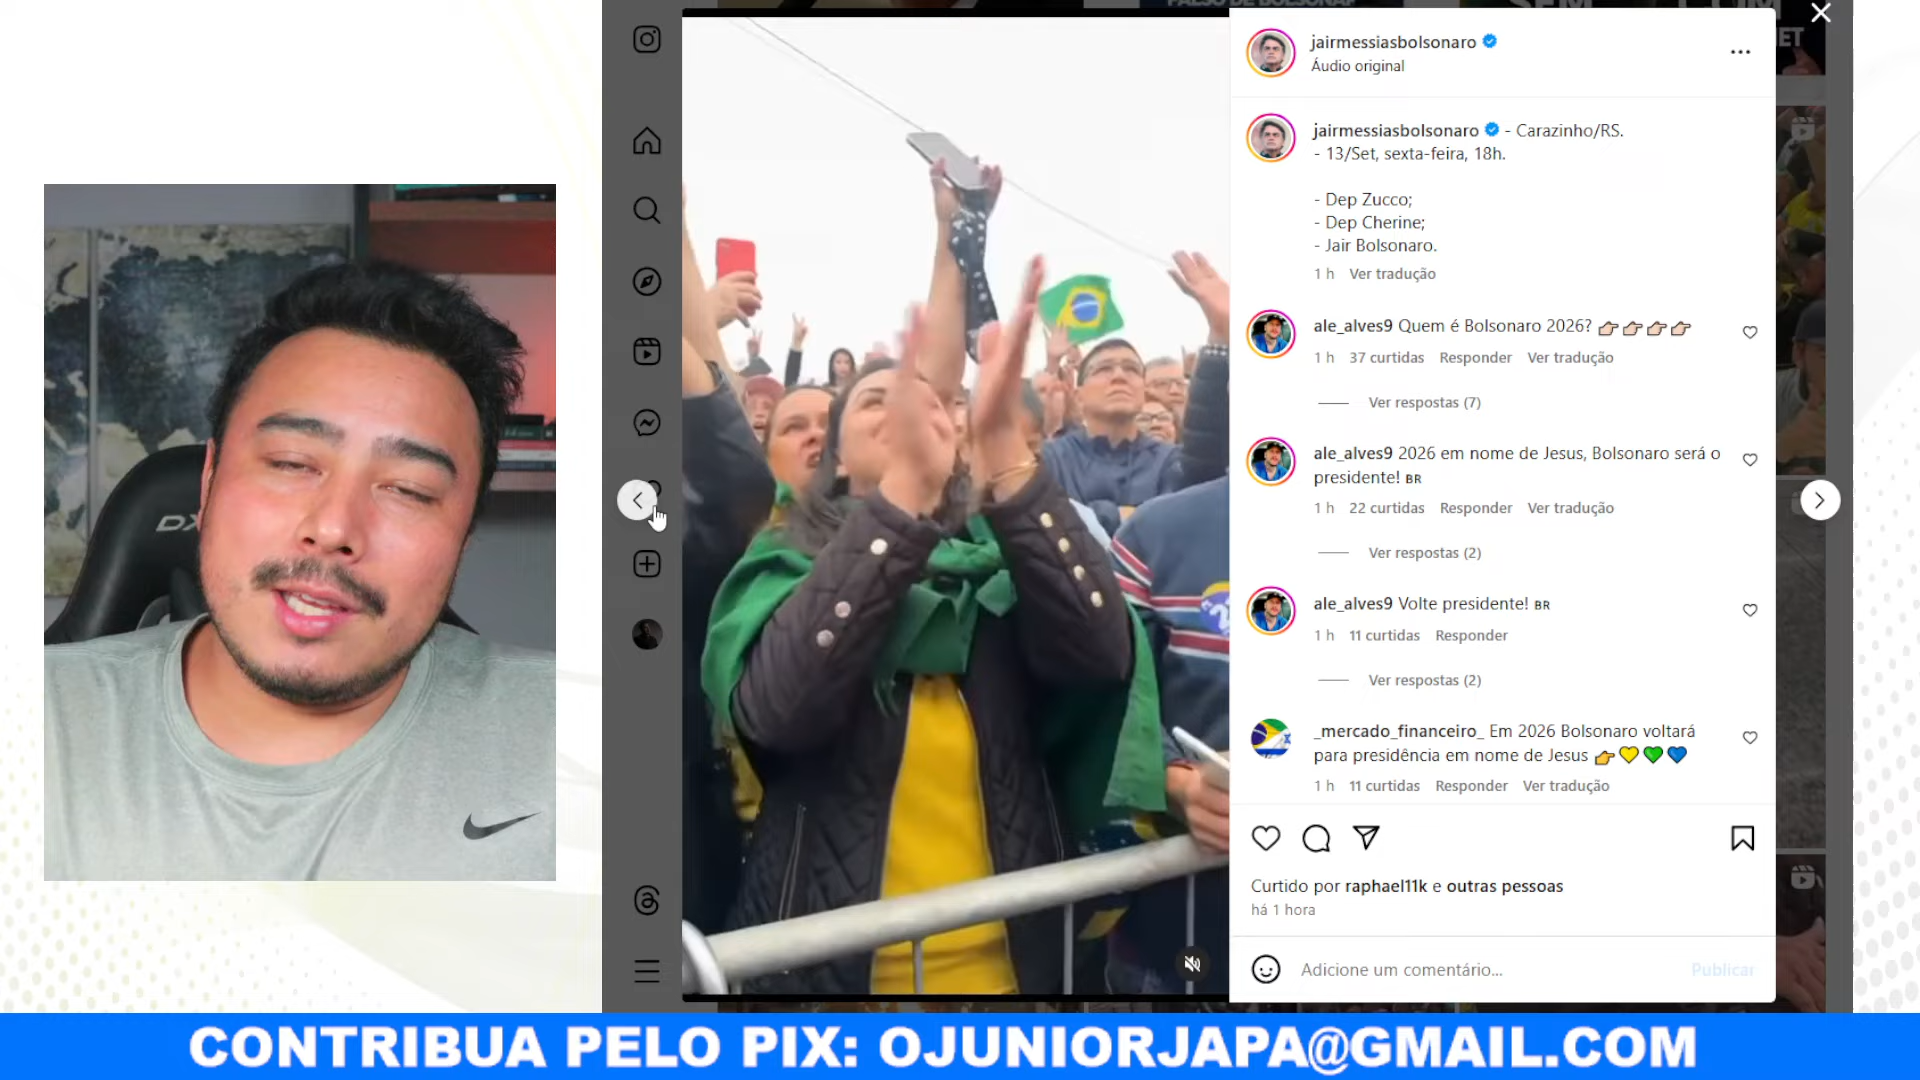 jairmessiasbolsonaro
Áudio original
jairmessiasbolsonaro - Carazinho/RS.
- 13/Set, sexta-feira, 18h.
- Dep Zucco;
- Dep Cherine;
- Jair Bolsonaro.
1 h Ver tradução
ale_alves9 Quem é Bolsonaro 2026? 👉🏻👉🏻👉🏻👉🏻
1 h 37 curtidas Responder Ver tradução
Ver respostas (7)
ale_alves9 2026 em nome de Jesus, Bolsonaro será o
presidente! BR
1 h 22 curtidas Responder Ver tradução
Ver respostas (2)
ale_alves9 Volte presidente! BR
1 h 11 curtidas Responder
Ver respostas (2)
_mercado_financeiro_ Em 2026 Bolsonaro voltará
para presidência em nome de Jesus 👉💛💚💙
1 h 11 curtidas Responder Ver tradução
Curtido por raphael11k e outras pessoas
há 1 hora
Adicione um comentário...
Publicar
DX
CONTRIBUA PELO PIX: OJUNIORJAPA@GMAIL.COM